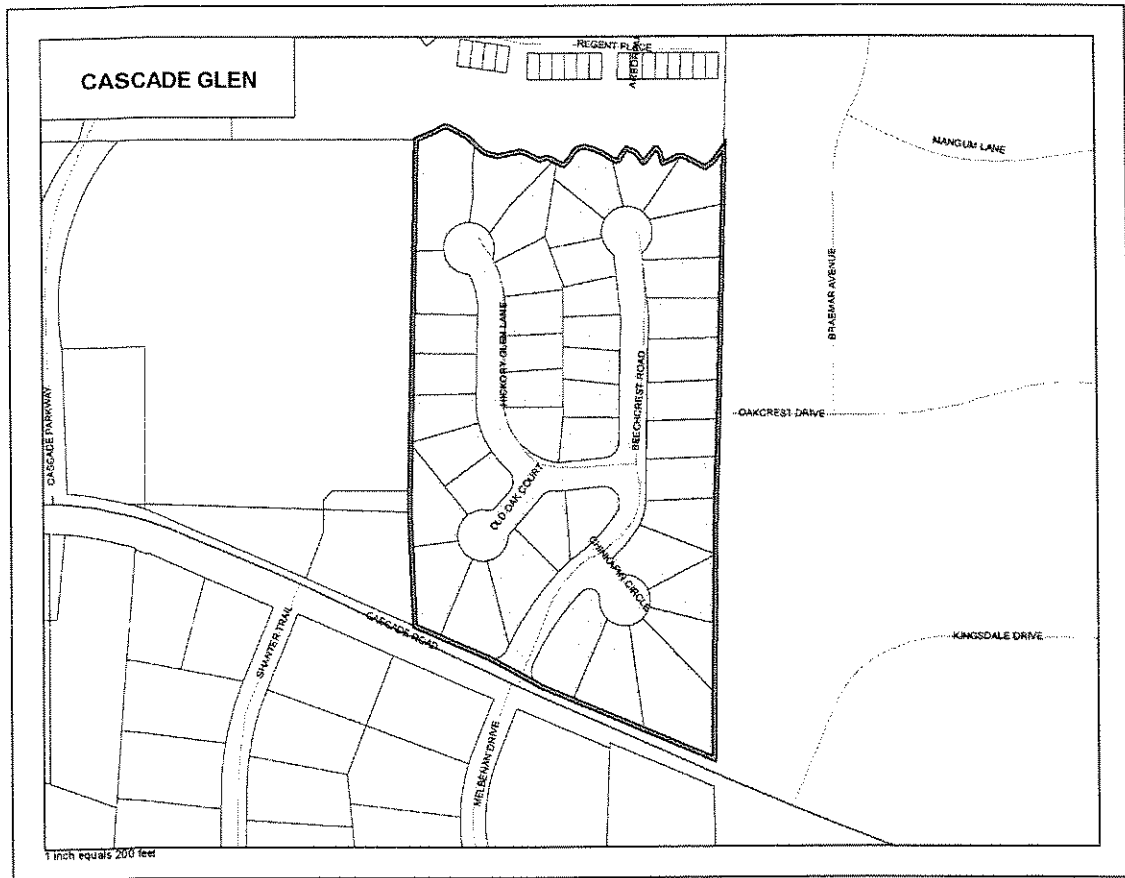 REGENT PLACE
CASCADE GLEN
MANGUM LANE
BRAEMAR AVENUE
HICKORY GLEN LANE
BEECHCREST ROAD
CASCADE PARKWAY
OAKCREST DRIVE
OLD OAK COURT
CHINKAPIN CIRCLE
CASCADE ROAD
SHANTER TRAIL
KINGSDALE DRIVE
MELBENAN DRIVE
1 inch equals 200 feet